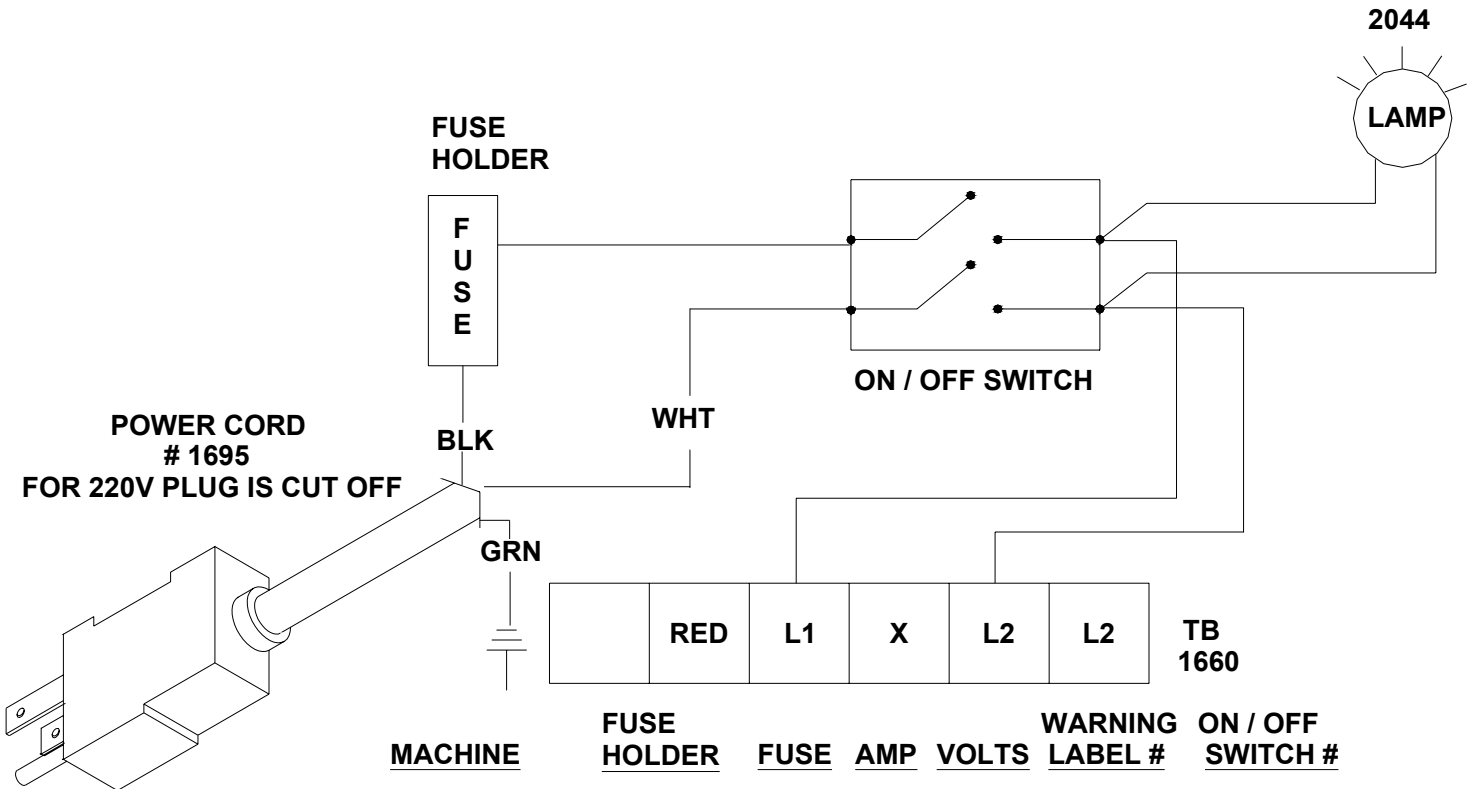 2044
LAMP
FUSE
HOLDER
F
U
S
E
ON / OFF SWITCH
WHT
BLK
POWER CORD
# 1695
FOR 220V PLUG IS CUT OFF
GRN
RED L1 X L2 L2
TB
1660
MACHINE
FUSE
HOLDER
FUSE
AMP
VOLTS
WARNING
LABEL #
ON / OFF
SWITCH #